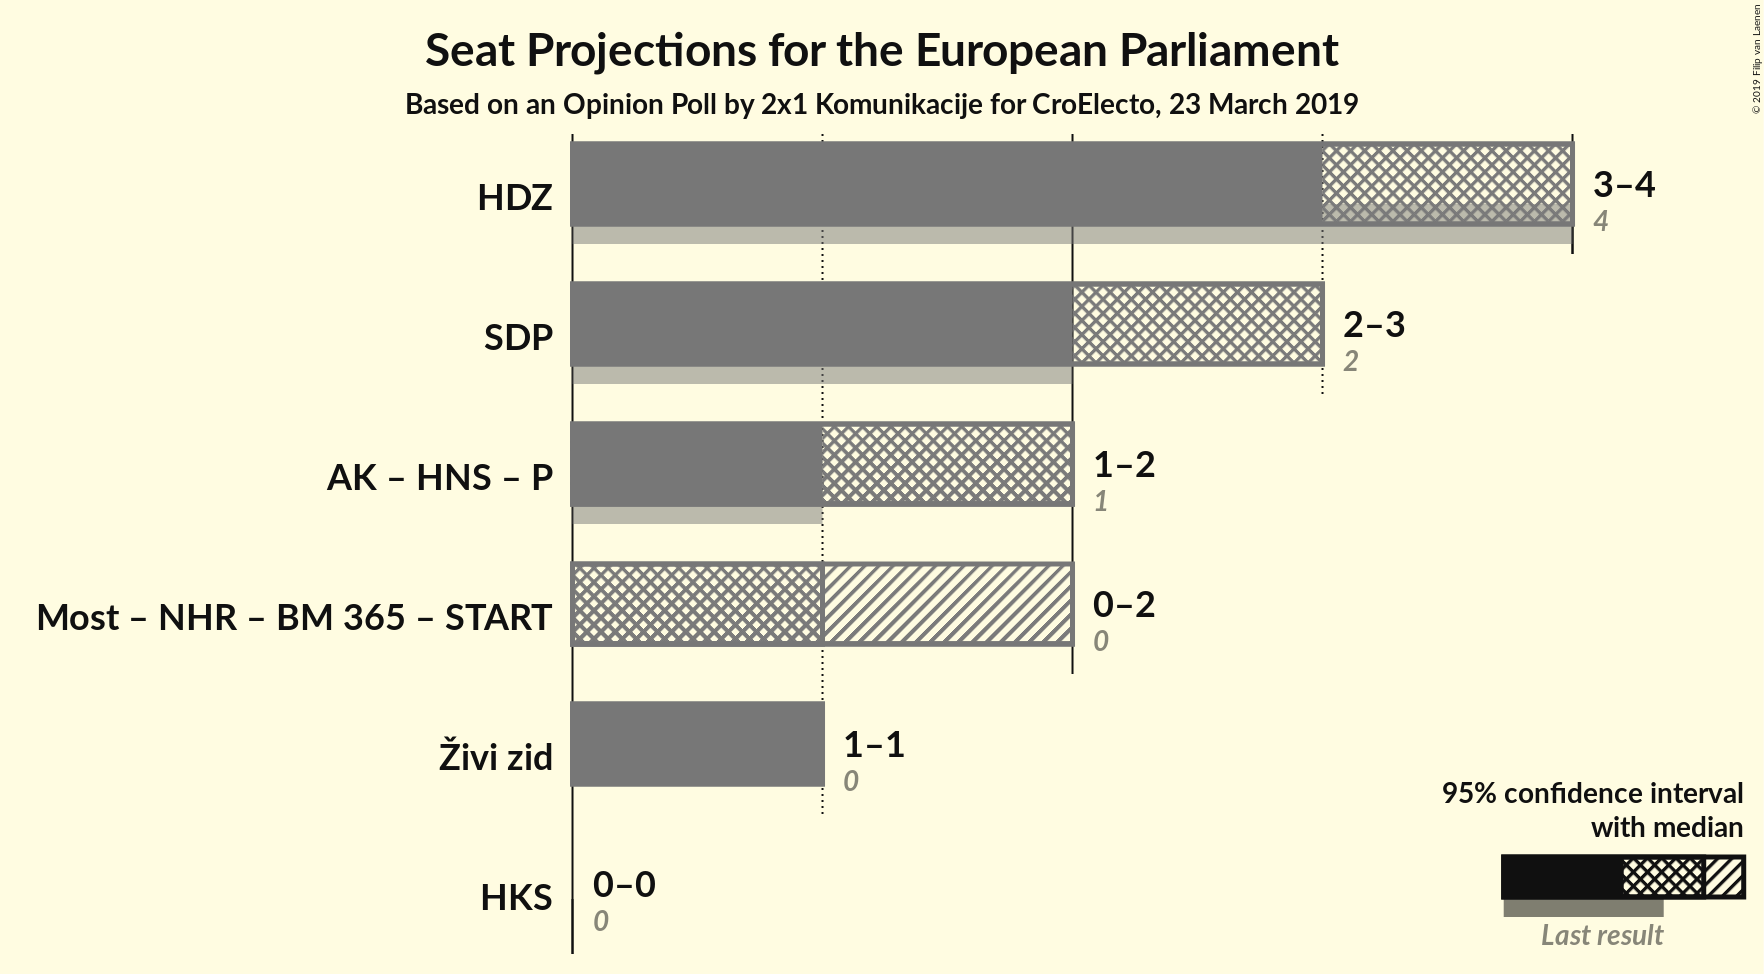 Seat Projections for the European Parliament
Based on an Opinion Poll by 2x1 Komunikacije for CroElecto, 23 March 2019
© 2019 Filip van Laenen
HDZ
3–4
4
SDP
2–3
2
AK – HNS – P
1–2
1
Most – NHR – BM 365 – START
0–2
0
Živi zid
1–1
0
HKS
0–0
0
95% confidence interval
with median
Last result